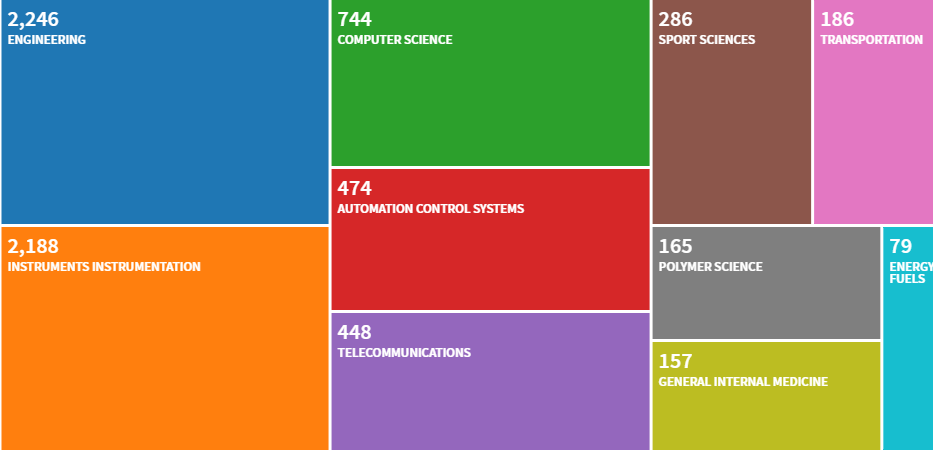 2,246
ENGINEERING
744
COMPUTER SCIENCE
286
SPORT SCIENCES
186
TRANSPORTATION
474
AUTOMATION CONTROL SYSTEMS
2,188
INSTRUMENTS INSTRUMENTATION
165
POLYMER SCIENCE
79
ENERGY
FUELS
448
TELECOMMUNICATIONS
157
GENERAL INTERNAL MEDICINE